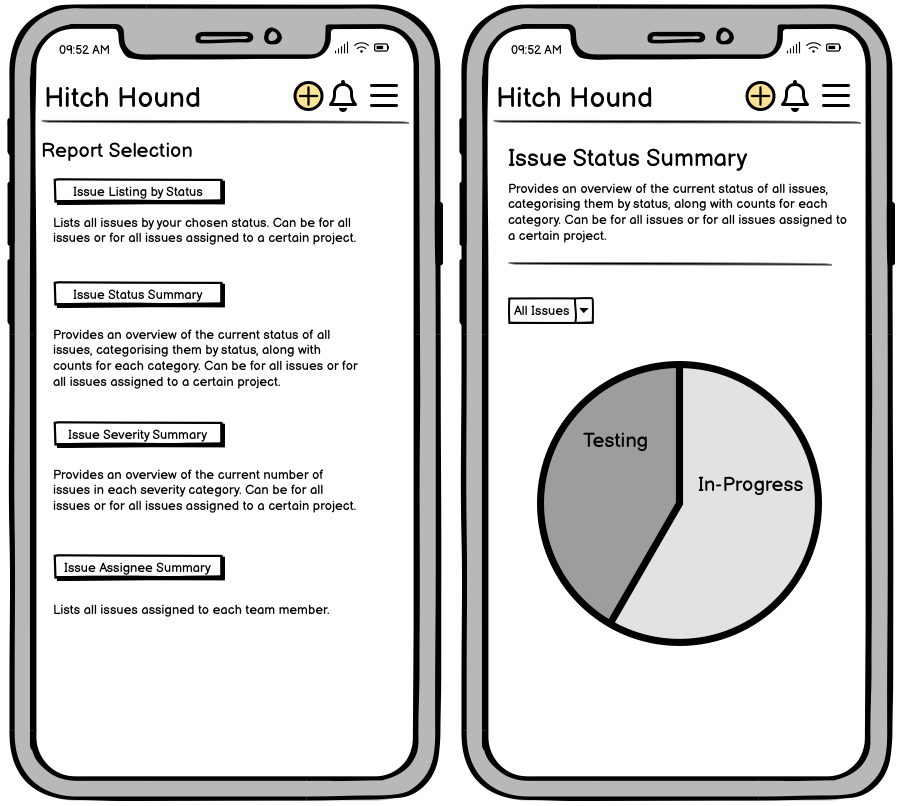 09:52 AM
Hitch Hound
Report Selection
Issue Listing by Status
Lists all issues by your chosen status. Can be for all
issues or for all issues assigned to a certain project.
Issue Status Summary
Provides an overview of the current status of all
issues, categorising them by status, along with
counts for each category. Can be for all issues or for
all issues assigned to a certain project.
Issue Severity Summary
Provides an overview of the current number of
issues in each severity category. Can be for all
issues or for all issues assigned to a certain project.
Issue Assignee Summary
Lists all issues assigned to each team member.
09:52 AM
Hitch Hound
Issue Status Summary
Provides an overview of the current status of all issues,
categorising them by status, along with counts for each
category. Can be for all issues or for all issues assigned to
a certain project.
All Issues
Testing
In-Progress